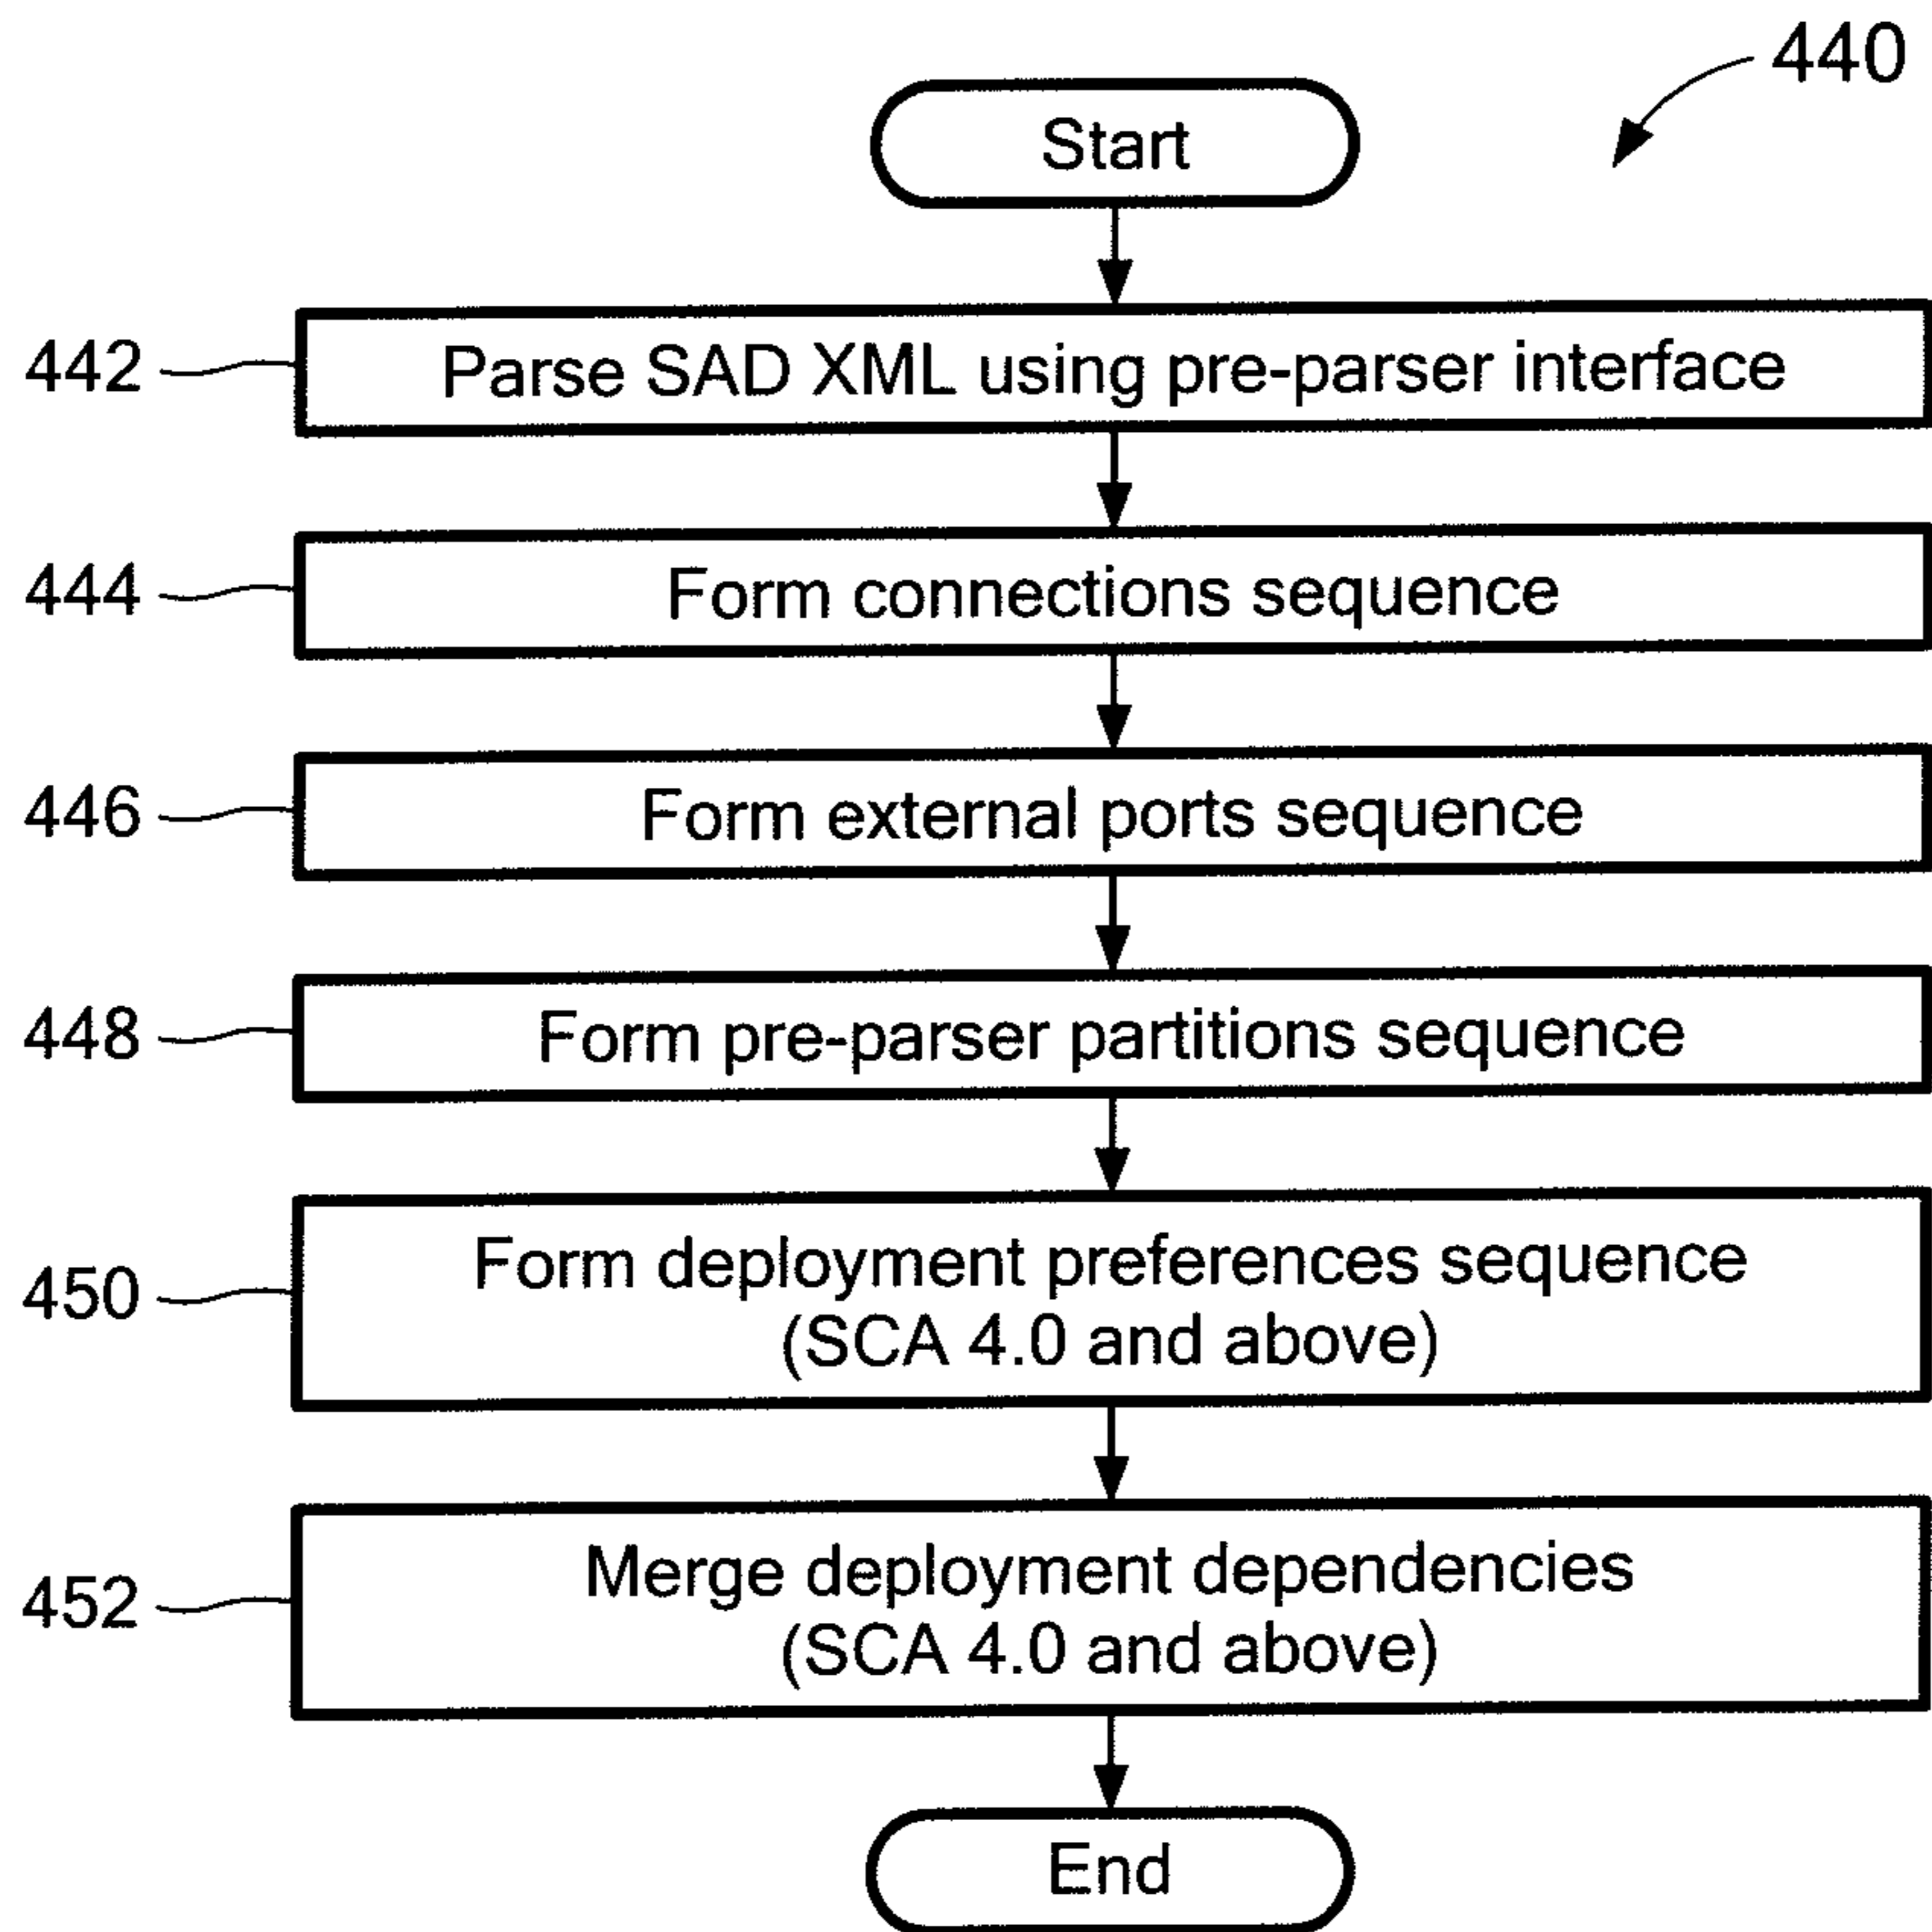 440
Start
442
Parse SAD XML using pre-parser interface
444
Form connections sequence
446
Form external ports sequence
448
Form pre-parser partitions sequence
450
Form deployment preferences sequence
(SCA 4.0 and above)
452
Merge deployment dependencies
(SCA 4.0 and above)
End